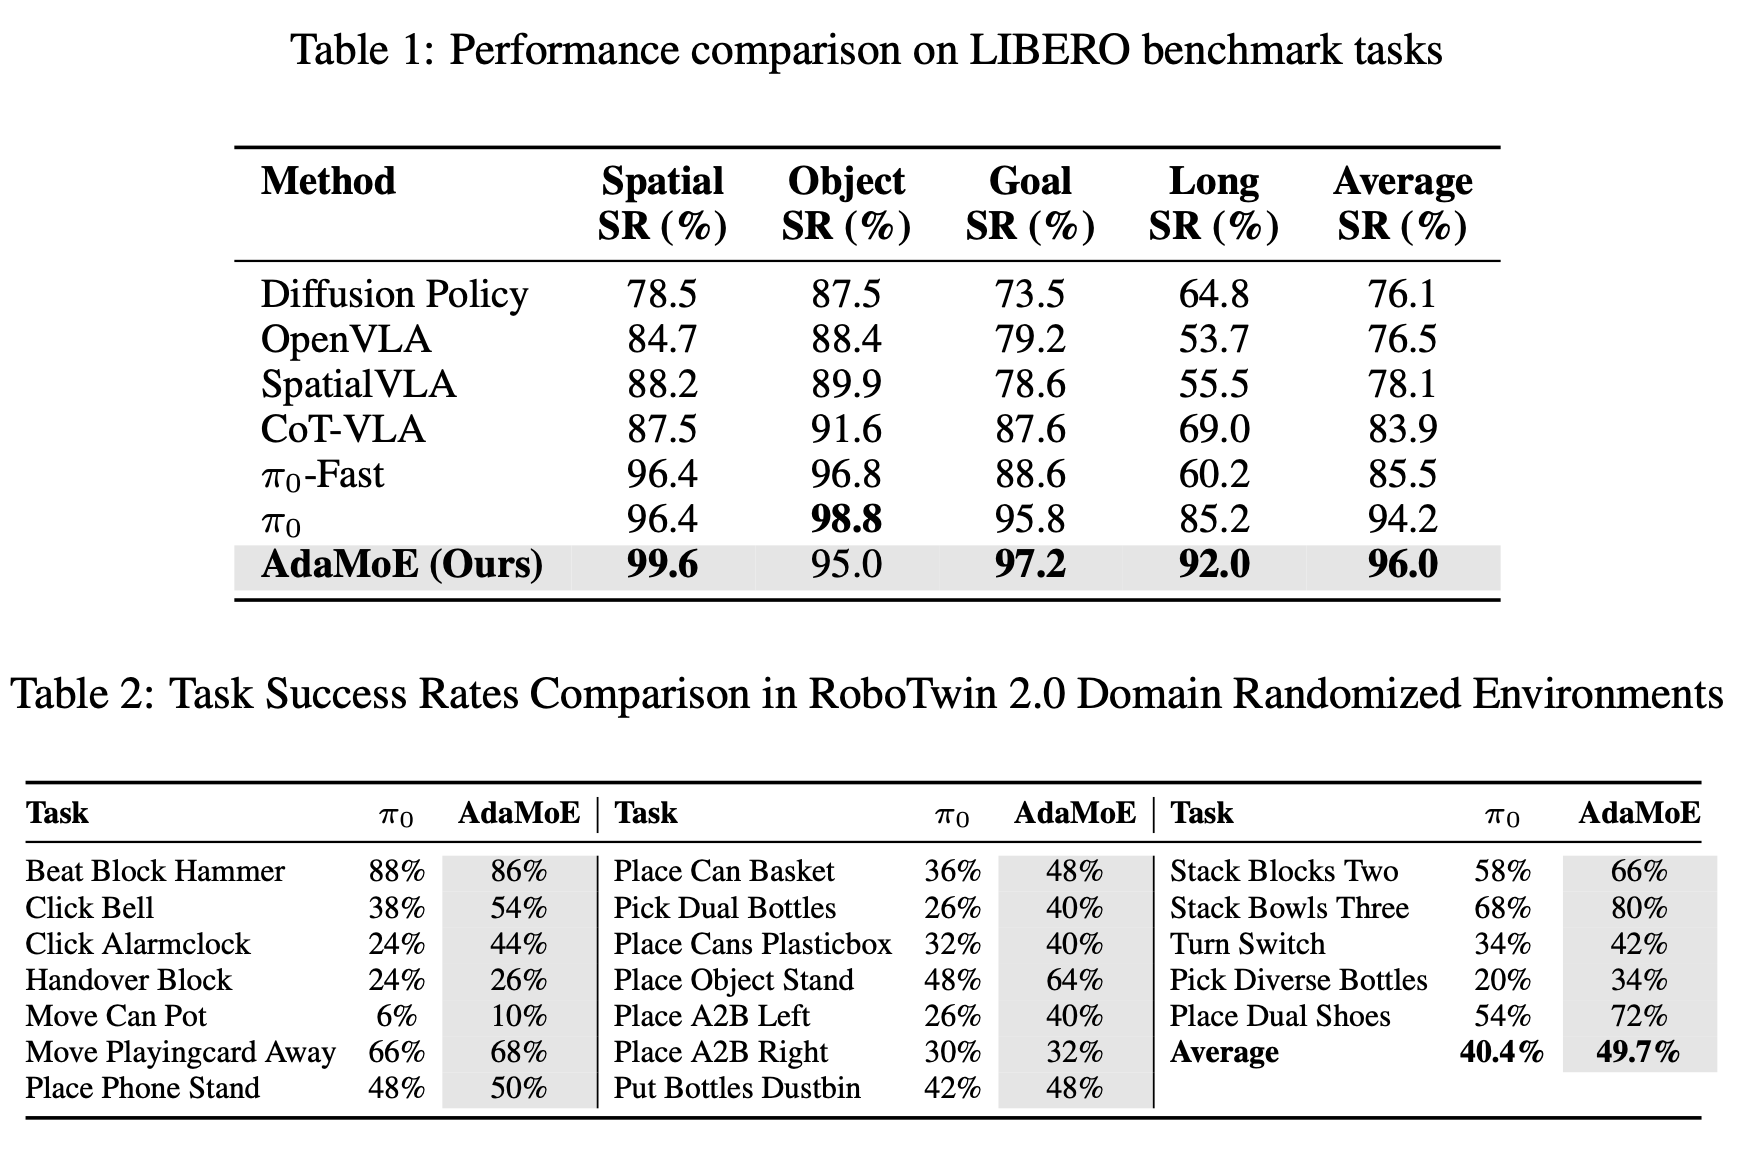 Table 1: Performance comparison on LIBERO benchmark tasks
Method Spatial SR (%) Object SR (%) Goal SR (%) Long SR (%) Average SR (%)
Diffusion Policy 78.5 87.5 73.5 64.8 76.1
OpenVLA 84.7 88.4 79.2 53.7 76.5
SpatialVLA 88.2 89.9 78.6 55.5 78.1
CoT-VLA 87.5 91.6 87.6 69.0 83.9
π₀-Fast 96.4 96.8 88.6 60.2 85.5
π₀ 96.4 98.8 95.8 85.2 94.2
AdaMoE (Ours) 99.6 95.0 97.2 92.0 96.0
Table 2: Task Success Rates Comparison in RoboTwin 2.0 Domain Randomized Environments
Task π₀ AdaMoE Task π₀ AdaMoE Task π₀ AdaMoE
Beat Block Hammer 88% 86% Place Can Basket 36% 48% Stack Blocks Two 58% 66%
Click Bell 38% 54% Pick Dual Bottles 26% 40% Stack Bowls Three 68% 80%
Click Alarmclock 24% 44% Place Cans Plasticbox 32% 40% Turn Switch 34% 42%
Handover Block 24% 26% Place Object Stand 48% 64% Pick Diverse Bottles 20% 34%
Move Can Pot 6% 10% Place A2B Left 26% 40% Place Dual Shoes 54% 72%
Move Playingcard Away 66% 68% Place A2B Right 30% 32% Average 40.4% 49.7%
Place Phone Stand 48% 50% Put Bottles Dustbin 42% 48%